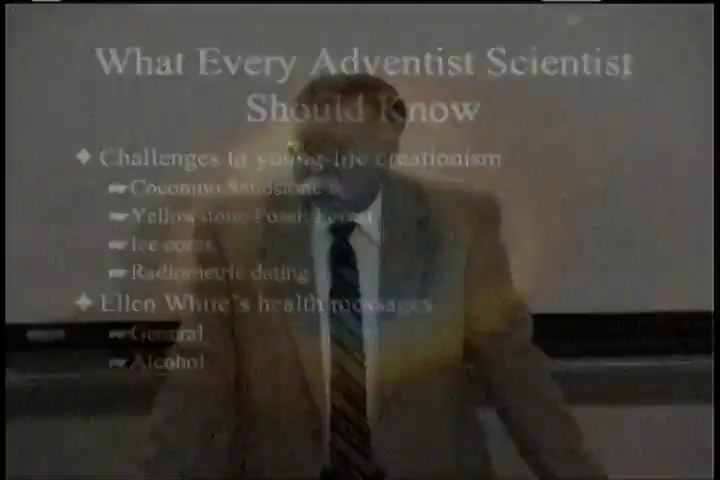 What Every Adventist Scientist
Should Know
Challenges to young-life creationism
Coconino Sandstone
Yellowstone Fossil Forest
Ice cores
Radiometric dating
Ellen White's health messages
General
Alcohol